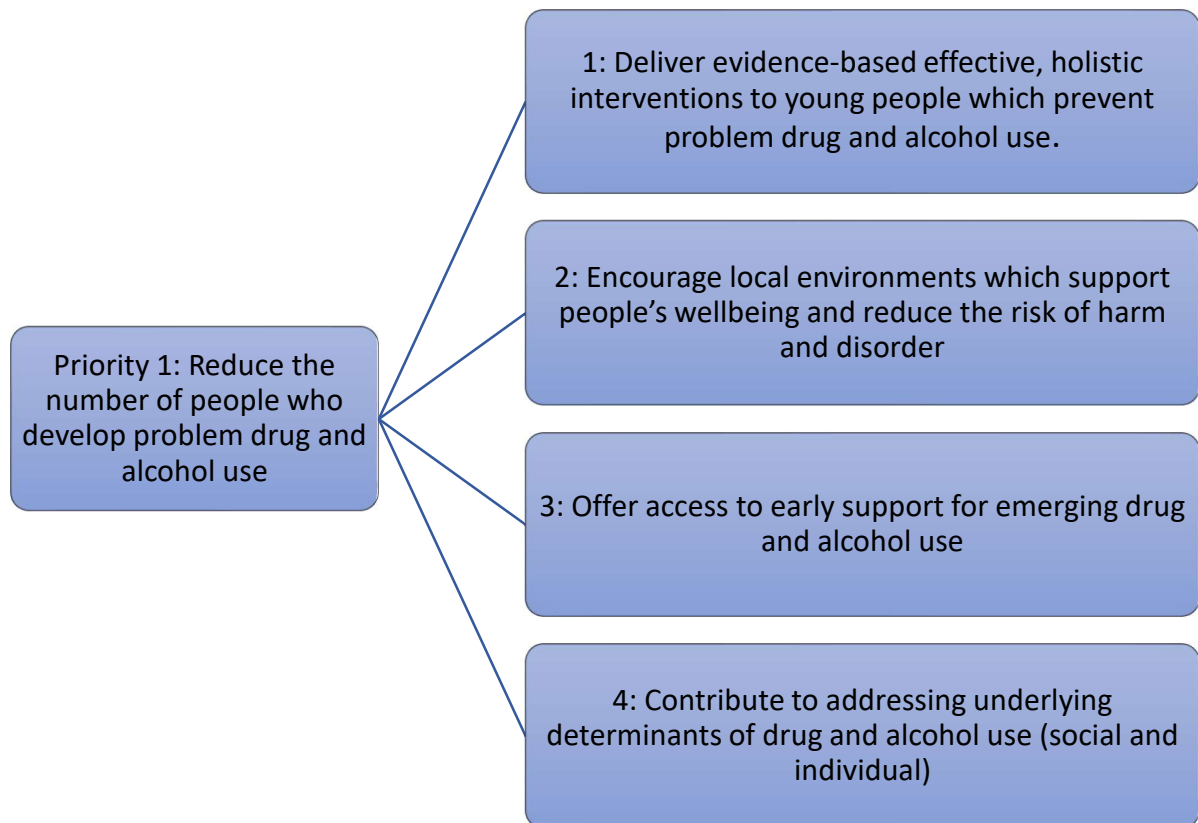 Priority 1: Reduce the
number of people who
develop problem drug and
alcohol use
1: Deliver evidence-based effective, holistic
interventions to young people which prevent
problem drug and alcohol use.
2: Encourage local environments which support
people’s wellbeing and reduce the risk of harm
and disorder
3: Offer access to early support for emerging drug
and alcohol use
4: Contribute to addressing underlying
determinants of drug and alcohol use (social and
individual)